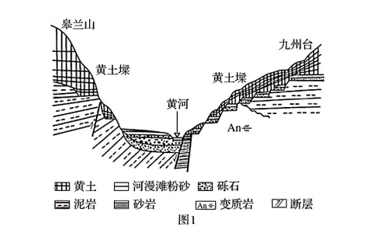 皋兰山
九州台
黄土墚
黄土墚
黄河
An∈
黄土 河漫滩粉砂 砾石
泥岩 砂岩 An∈ 变质岩 断层
图1